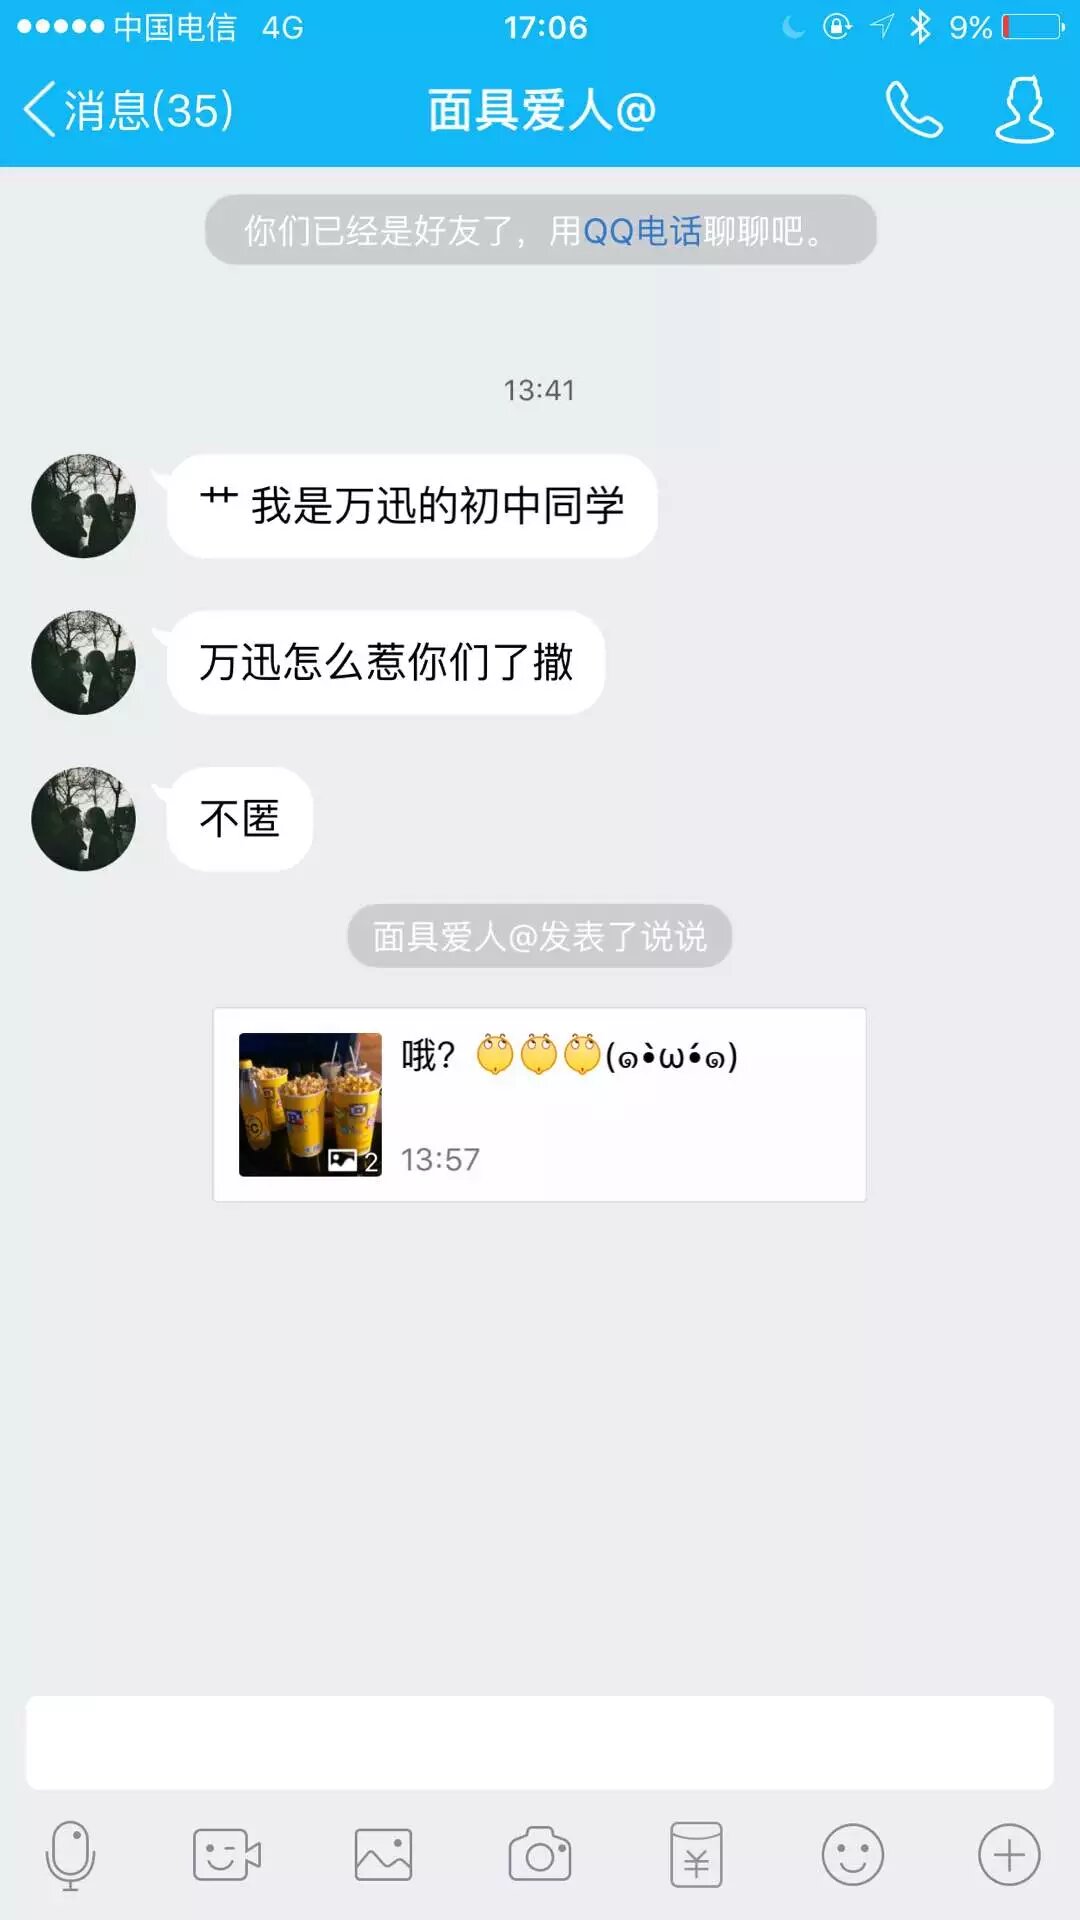 中国电信 4G 17:06 9%
消息(35) 面具爱人@
你们已经是好友了，用QQ电话聊聊吧。
13:41
艹 我是万迅的初中同学
万迅怎么惹你们了撒
不匿
面具爱人@发表了说说
哦？(๑•̀ω•́๑)
2 13:57